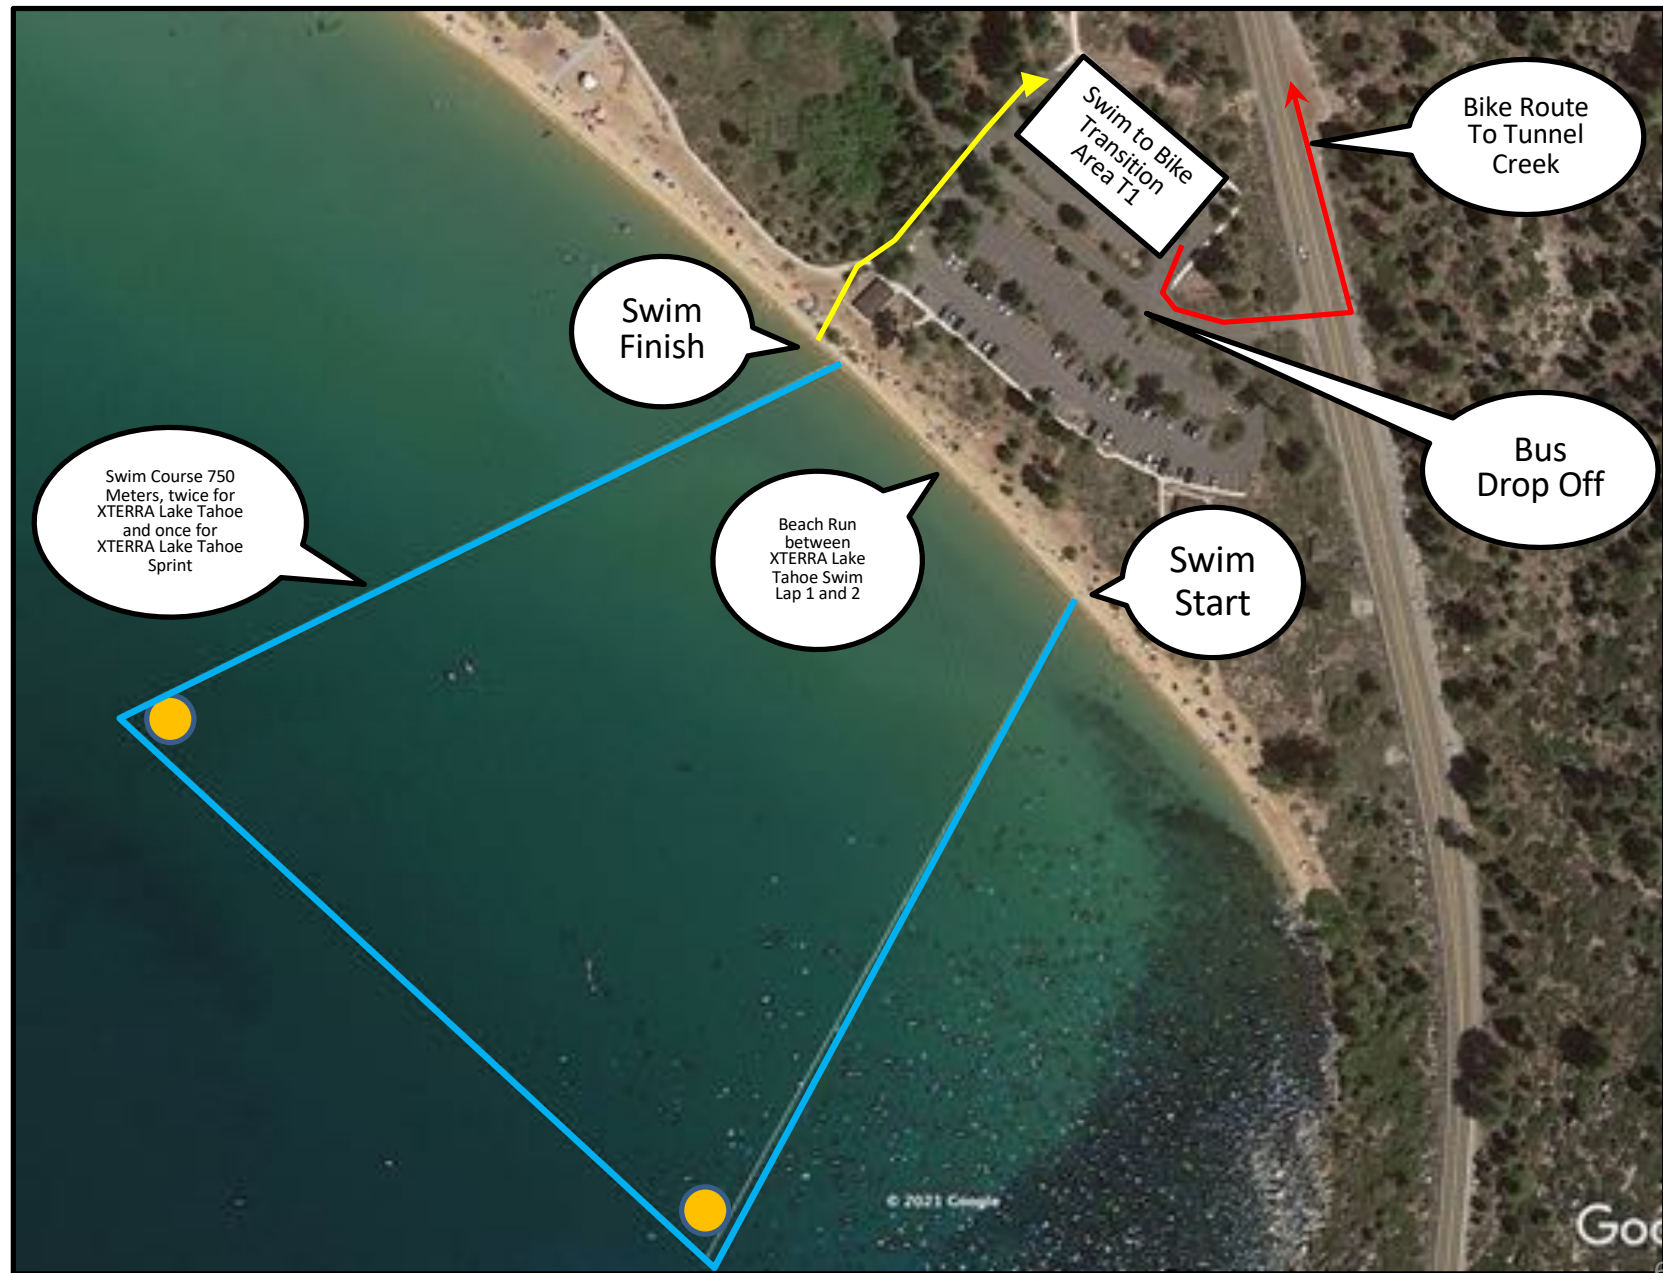 Swim to Bike
Transition
Area T1
Bike Route
To Tunnel
Creek
Swim
Finish
Bus
Drop Off
Swim Course 750
Meters, twice for
XTERRA Lake Tahoe
and once for
XTERRA Lake Tahoe
Sprint
Beach Run
between
XTERRA Lake
Tahoe Swim
Lap 1 and 2
Swim
Start
© 2021 Google
Goo